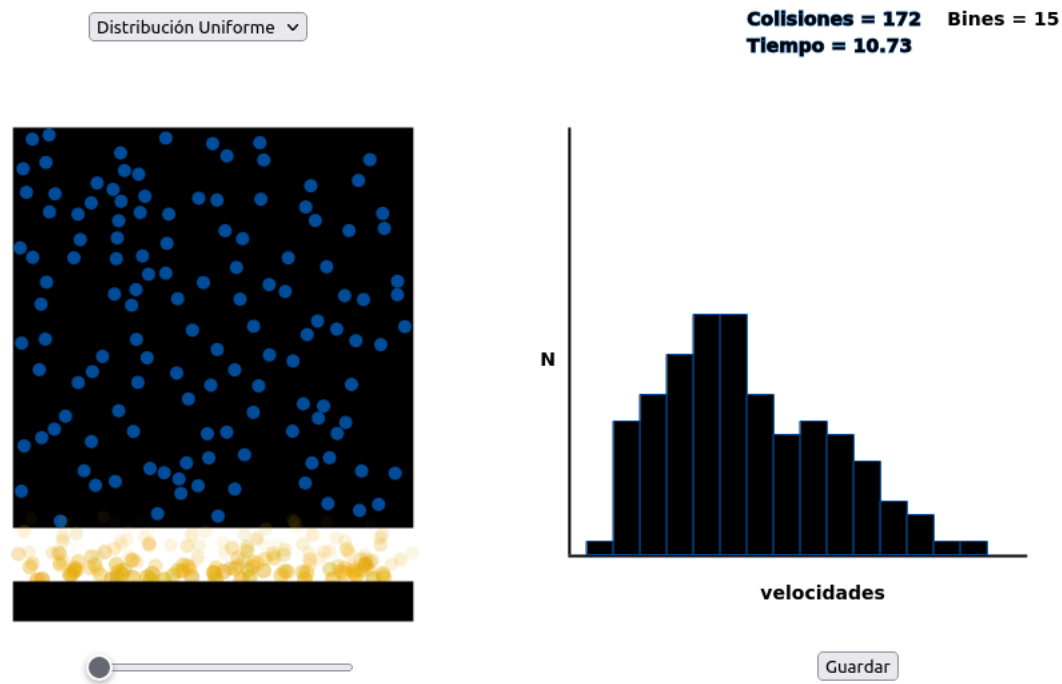 Distribución Uniforme
Colisiones = 172
Bines = 15
Tiempo = 10.73
N
velocidades
Guardar